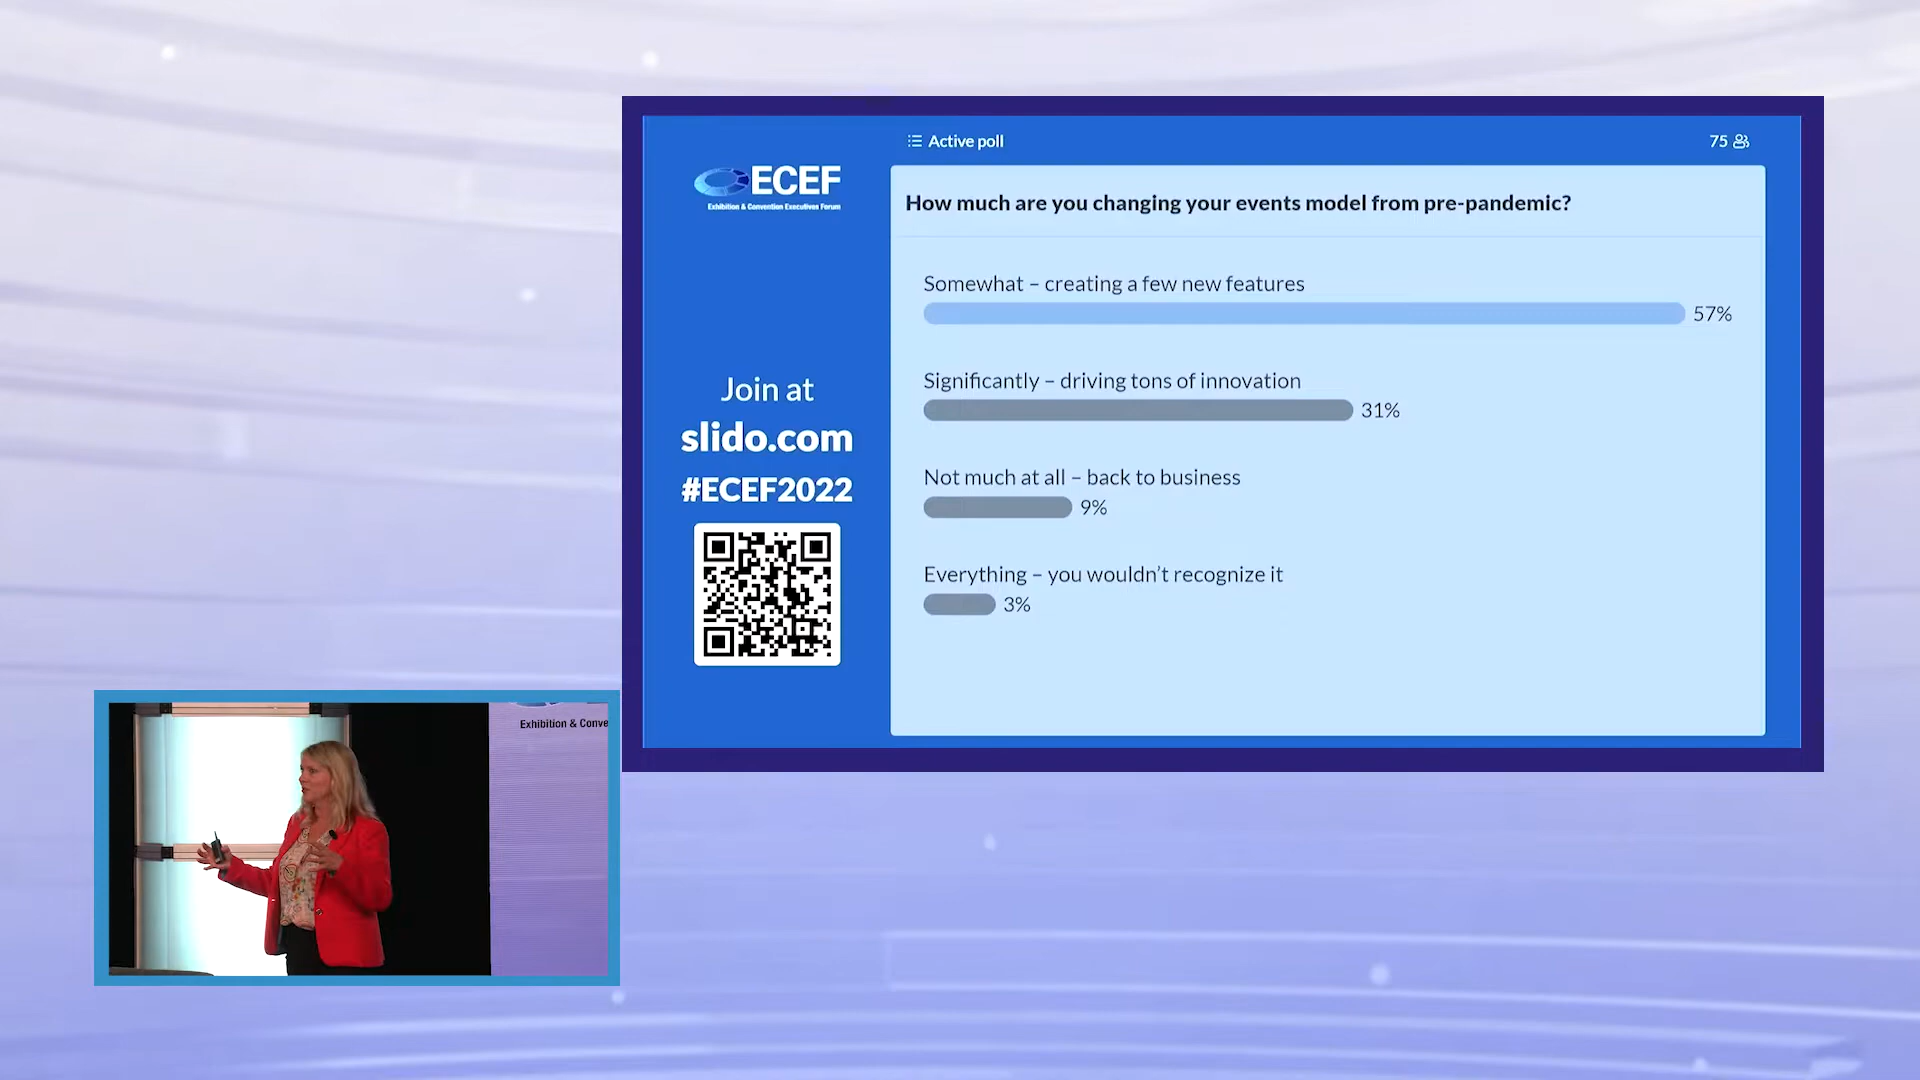 Active poll
75
ECEF
Exhibition & Convention Executives Forum
How much are you changing your events model from pre-pandemic?
Somewhat – creating a few new features
57%
Significantly – driving tons of innovation
31%
Not much at all – back to business
9%
Everything – you wouldn't recognize it
3%
Join at
slido.com
#ECEF2022
Exhibition & Conve